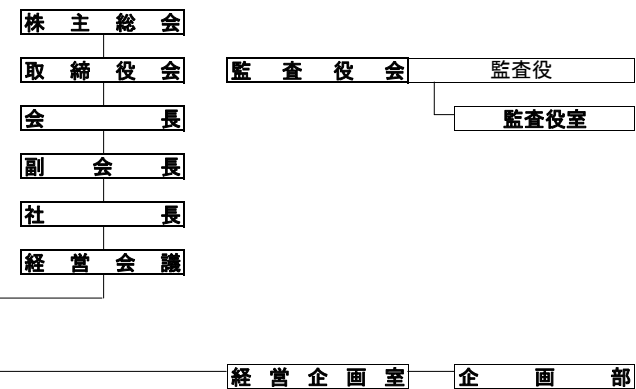 株主総会
取締役会
監査役会
監査役
監査役室
会長
副会長
社長
経営会議
経営企画室
企画部